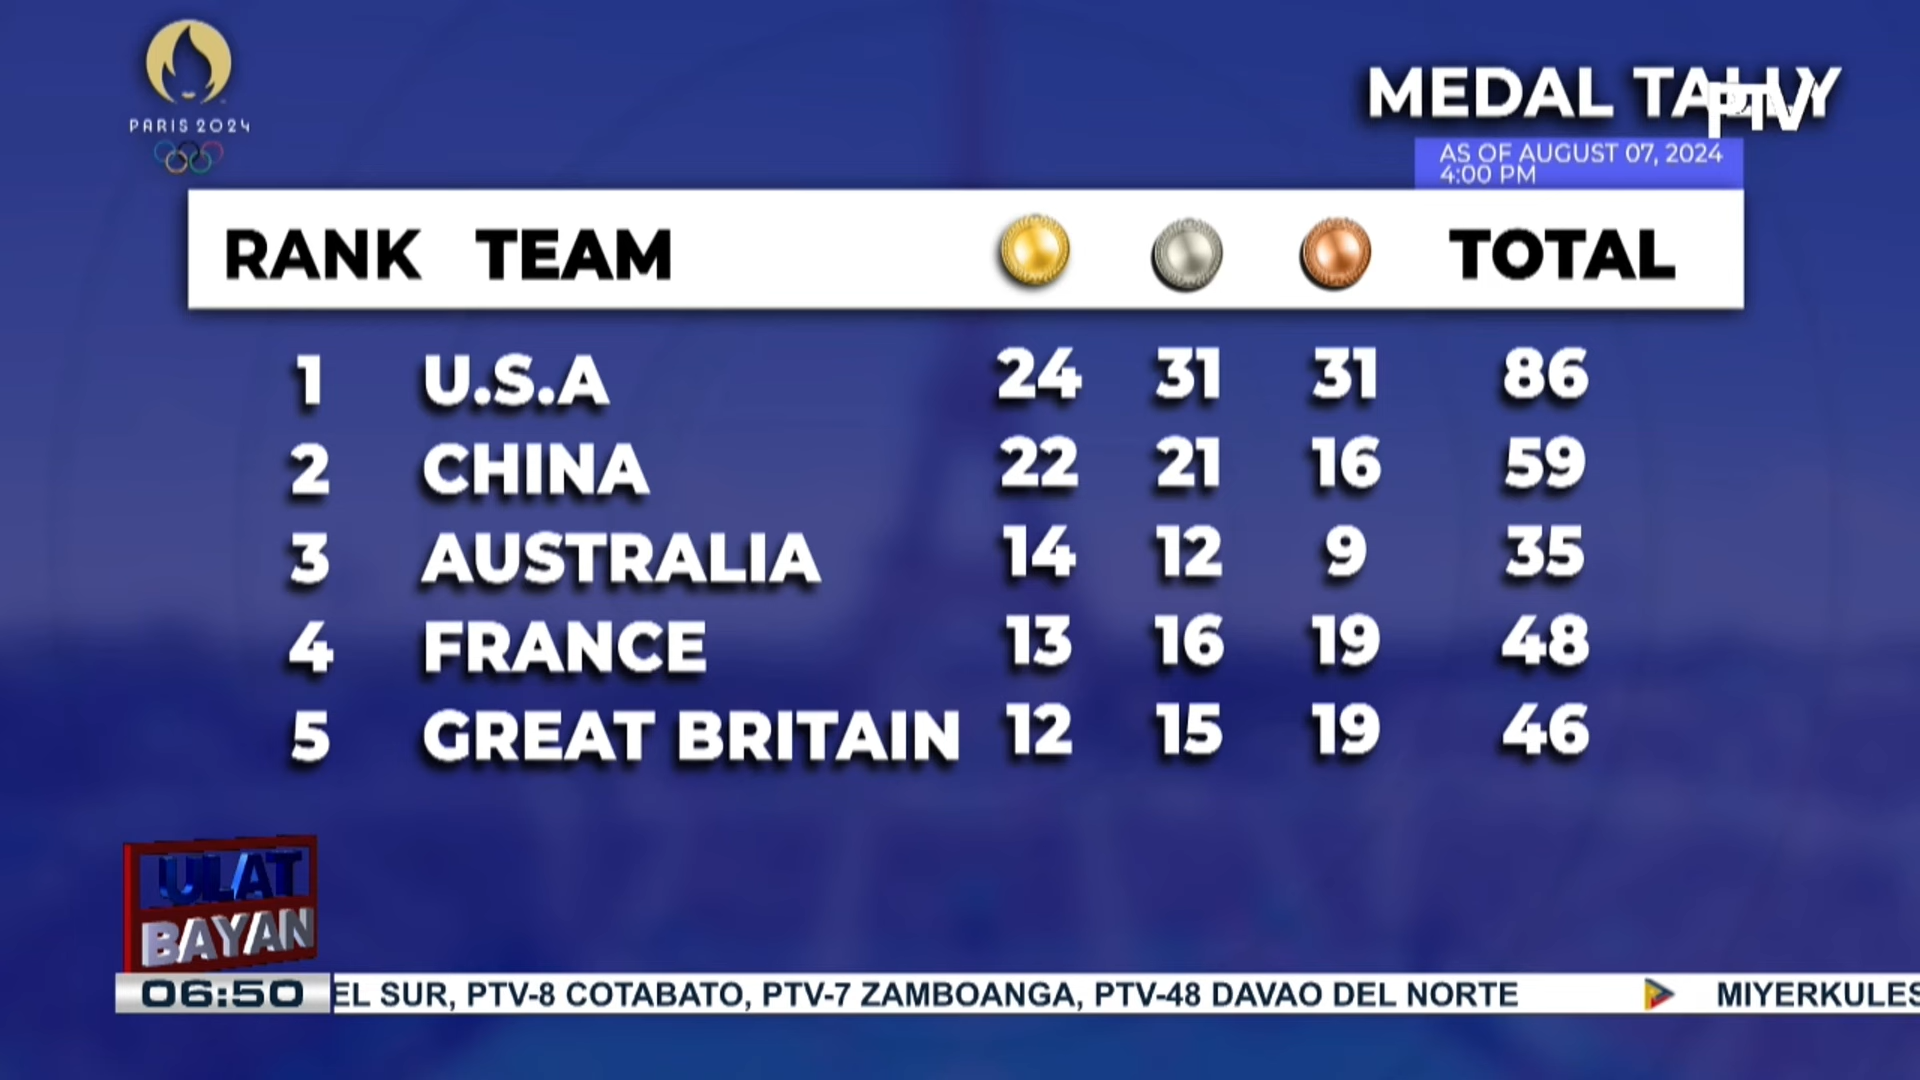 PARIS 2024
MEDAL TALLY
PTV
AS OF AUGUST 07, 2024
4:00 PM
RANK TEAM TOTAL
1 U.S.A 24 31 31 86
2 CHINA 22 21 16 59
3 AUSTRALIA 14 12 9 35
4 FRANCE 13 16 19 48
5 GREAT BRITAIN 12 15 19 46
ULAT
BAYAN
06:50 EL SUR, PTV-8 COTABATO, PTV-7 ZAMBOANGA, PTV-48 DAVAO DEL NORTE MIYERKULES